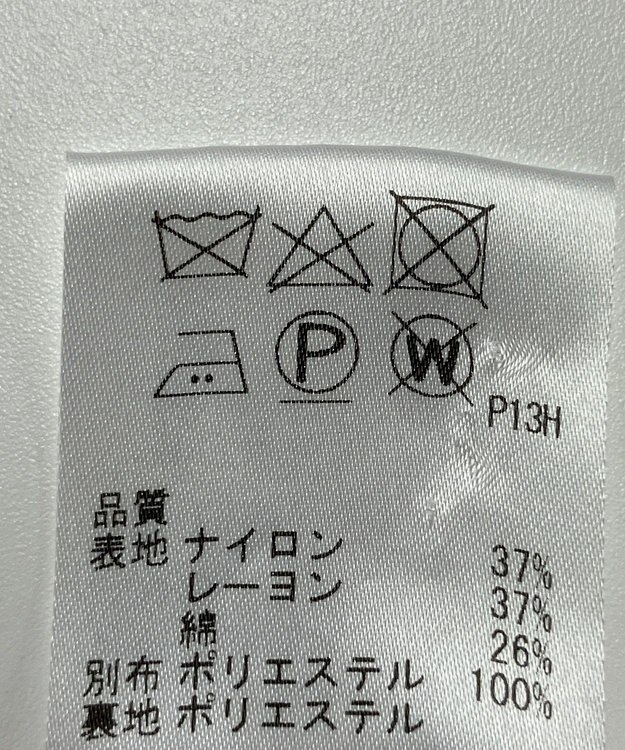 P W
P13H
品質
表地 ナイロン 37%
レーヨン 37%
綿 26%
別布 ポリエステル 100%
裏地 ポリエステル